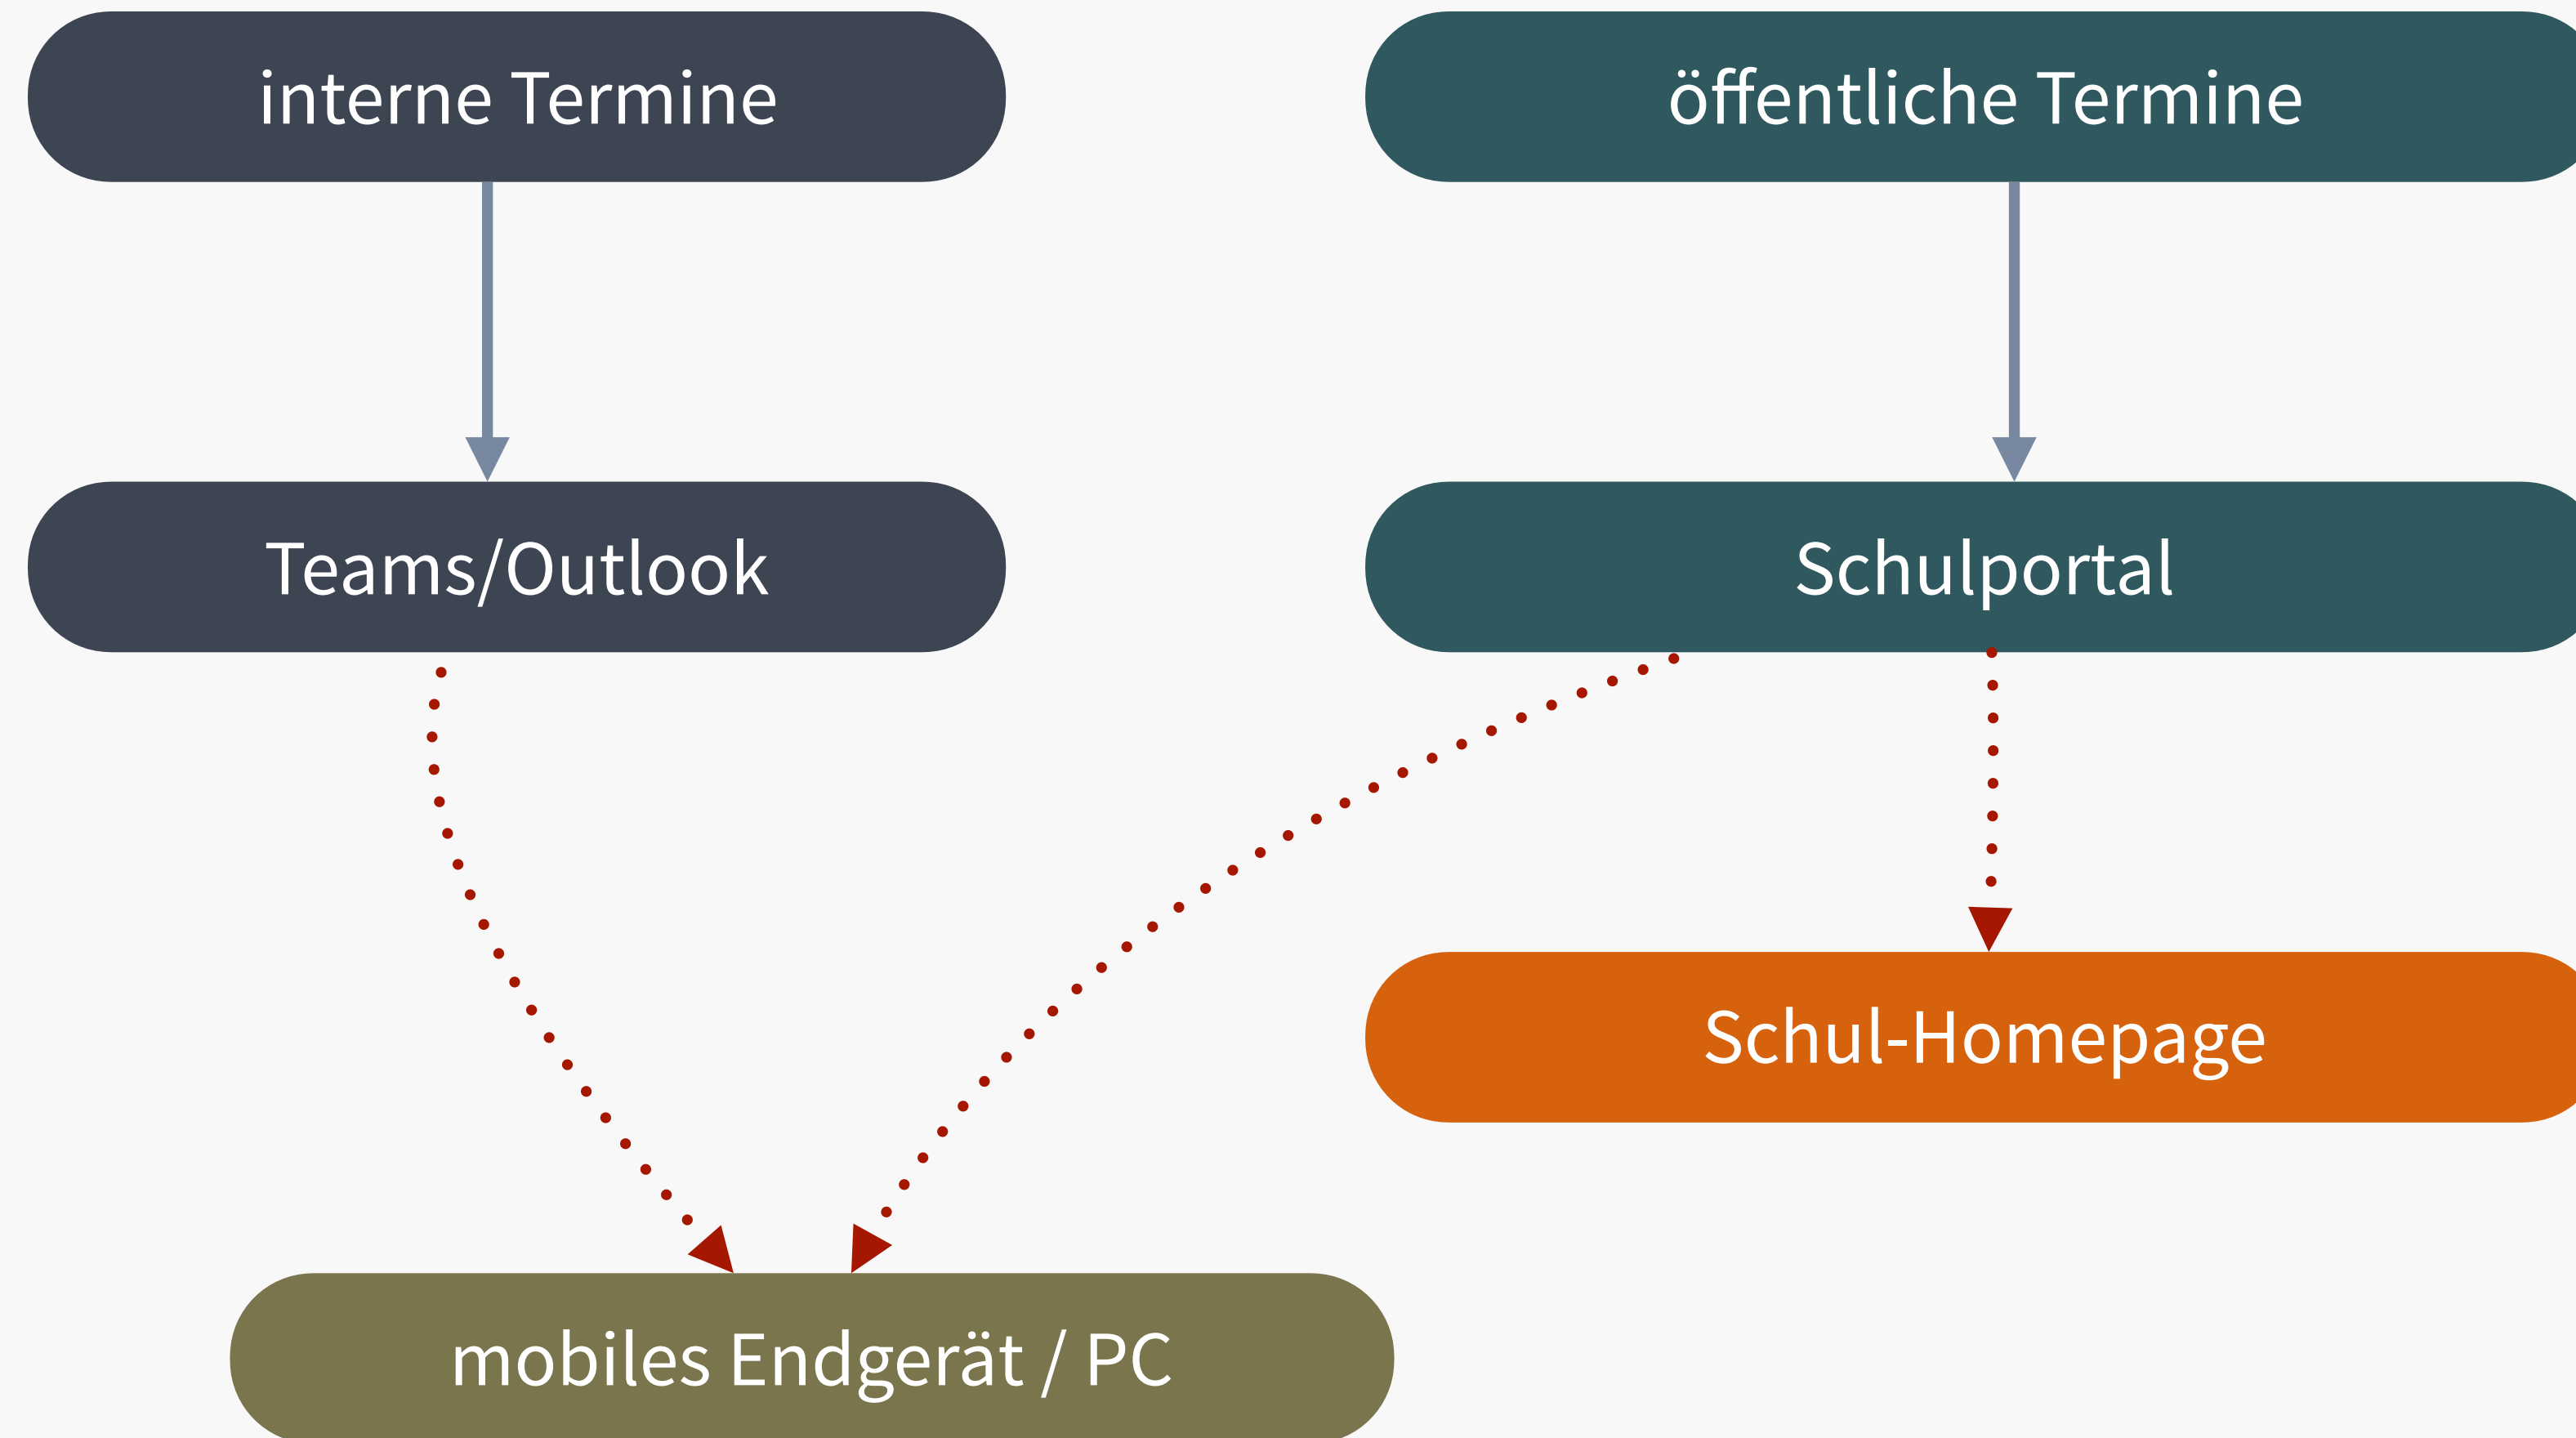 interne Termine
öffentliche Termine
Teams/Outlook
Schulportal
Schul-Homepage
mobiles Endgerät / PC